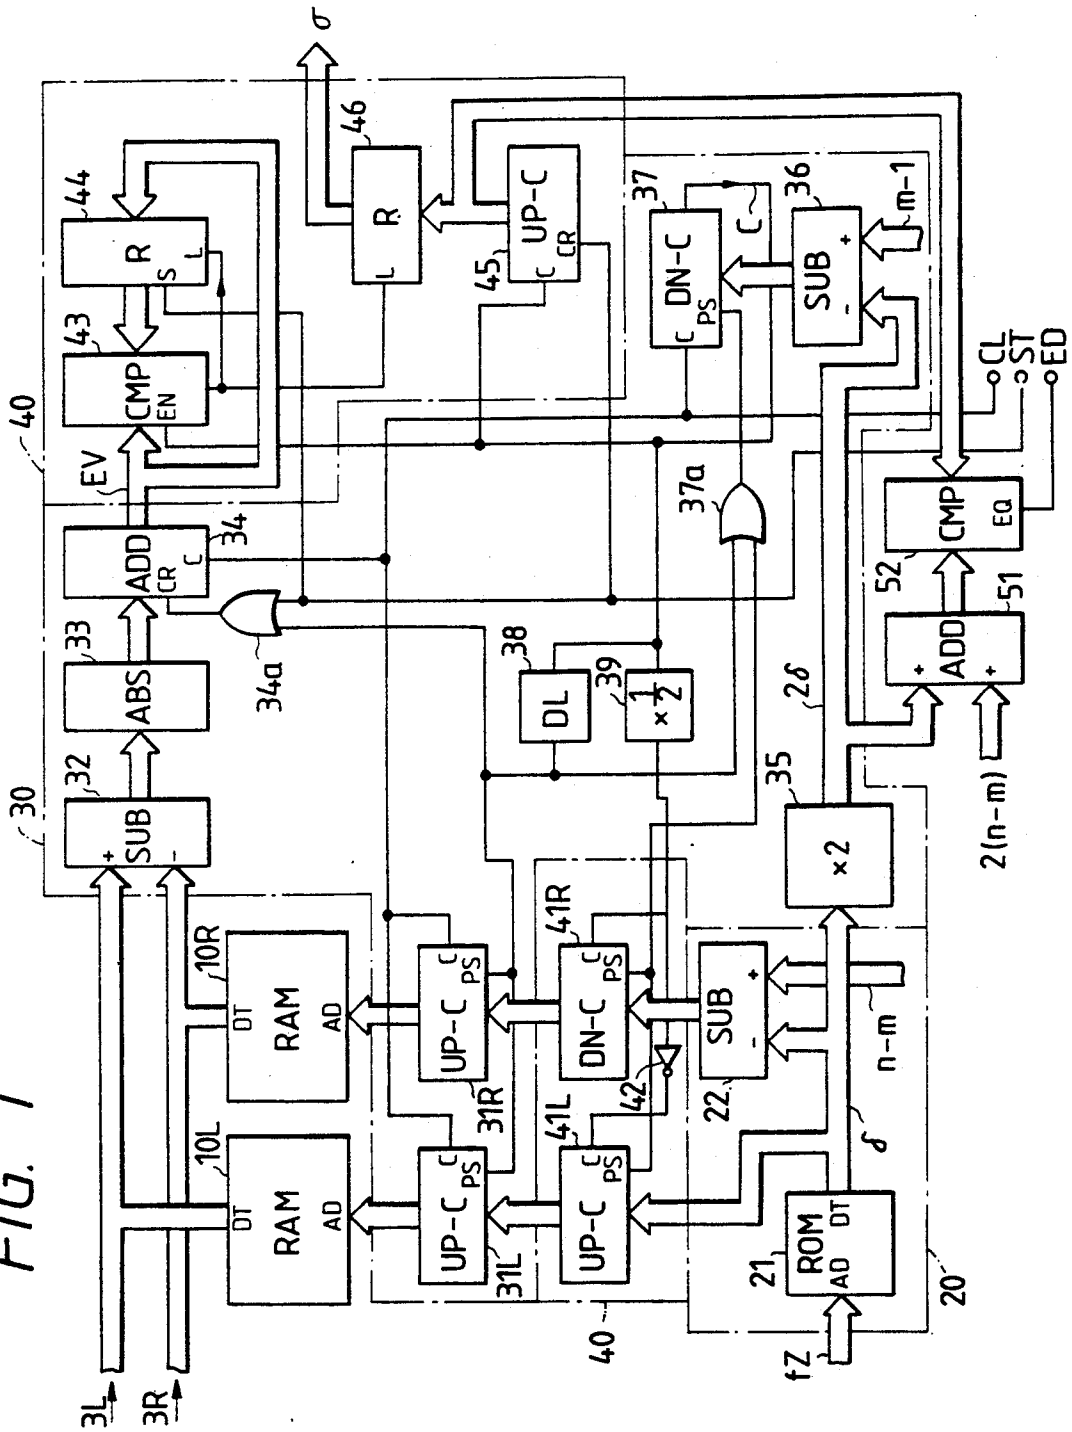 FIG. 1
3L
3R
10L
DT
RAM
AD
10R
DT
RAM
AD
30
32
+
SUB
-
33
ABS
34
ADD
CR
C
34a
EV
40
43
CMP
EN
44
R
S
L
σ
46
R
L
45
UP-C
C
CR
31L
UP-C
C
PS
31R
UP-C
C
PS
41L
UP-C
C
PS
41R
DN-C
C
PS
42
38
DL
39
×1/2
37a
37
DN-C
C
PS
C
36
SUB
-
+
m-1
40
22
SUB
-
+
n-m
21
ROM
AD
DT
fZ
δ
20
35
×2
2δ
2(n-m)
51
ADD
+
+
52
CMP
EQ
CL
ST
ED